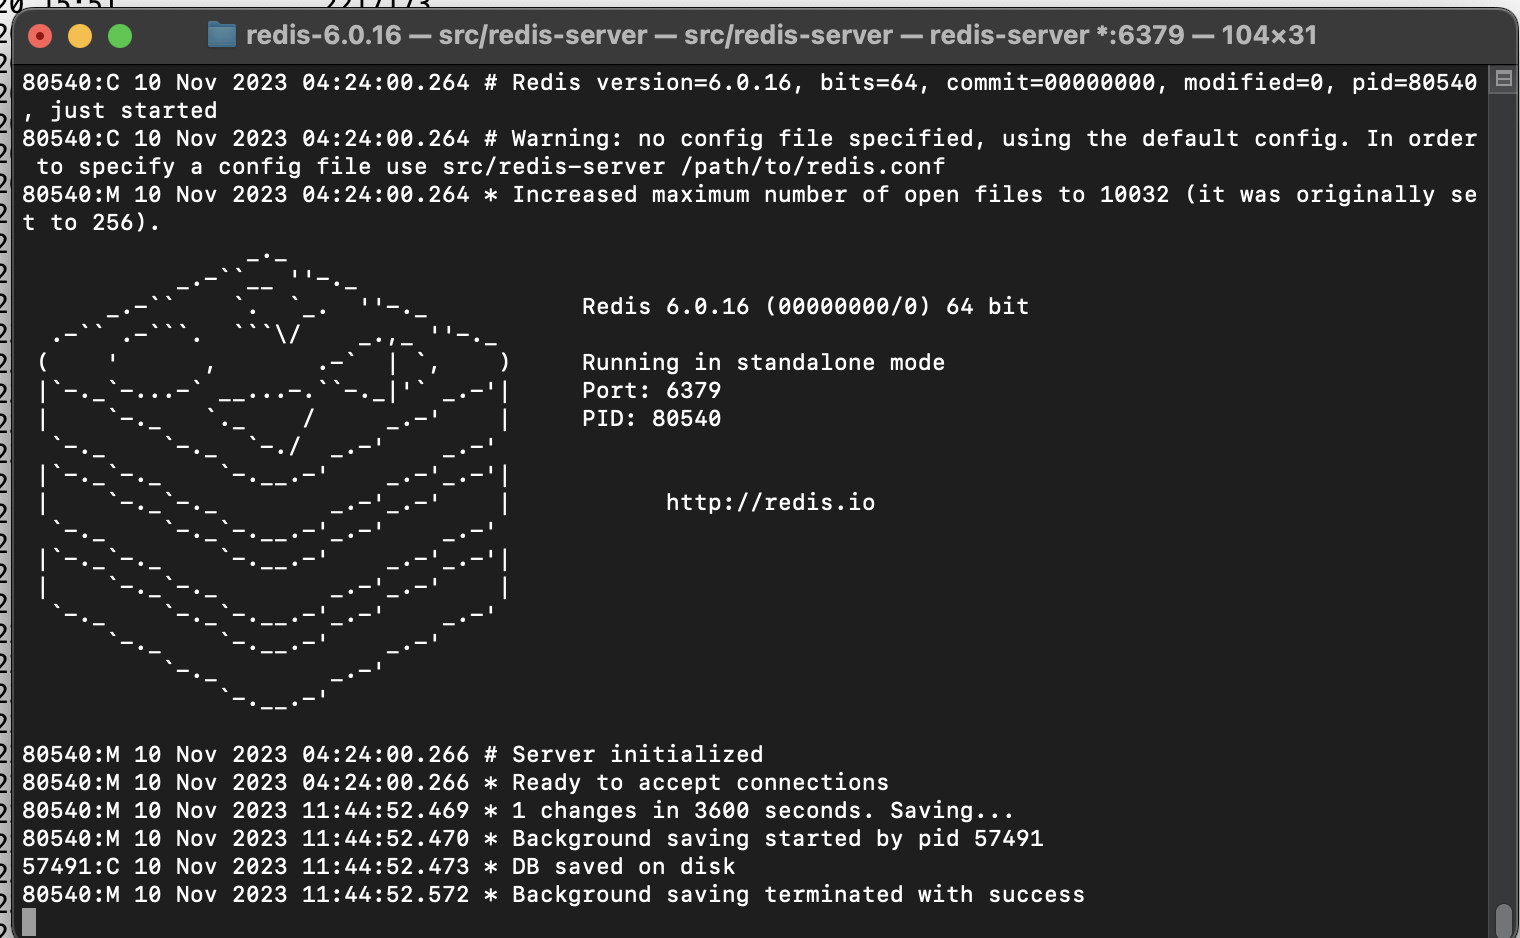 redis-6.0.16 — src/redis-server — src/redis-server — redis-server *:6379 — 104×31
80540:C 10 Nov 2023 04:24:00.264 # Redis version=6.0.16, bits=64, commit=00000000, modified=0, pid=80540
, just started
80540:C 10 Nov 2023 04:24:00.264 # Warning: no config file specified, using the default config. In order
 to specify a config file use src/redis-server /path/to/redis.conf
80540:M 10 Nov 2023 04:24:00.264 * Increased maximum number of open files to 10032 (it was originally se
t to 256).
Redis 6.0.16 (00000000/0) 64 bit
Running in standalone mode
Port: 6379
PID: 80540
http://redis.io
80540:M 10 Nov 2023 04:24:00.266 # Server initialized
80540:M 10 Nov 2023 04:24:00.266 * Ready to accept connections
80540:M 10 Nov 2023 11:44:52.469 * 1 changes in 3600 seconds. Saving...
80540:M 10 Nov 2023 11:44:52.470 * Background saving started by pid 57491
57491:C 10 Nov 2023 11:44:52.473 * DB saved on disk
80540:M 10 Nov 2023 11:44:52.572 * Background saving terminated with success